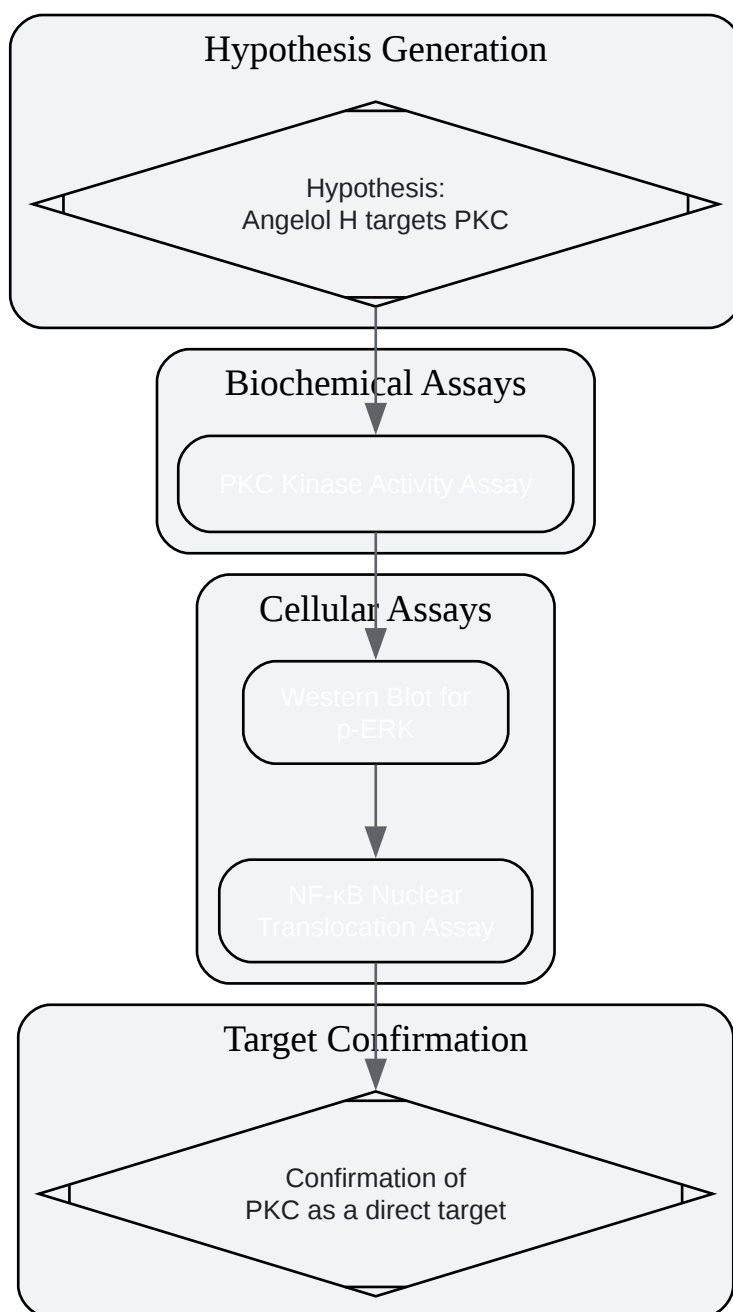 Hypothesis Generation
Hypothesis:
Angelol H targets PKC
Biochemical Assays
PKC Kinase Activity Assay
Cellular Assays
Western Blot for
p-ERK
NF-κB Nuclear
Translocation Assay
Target Confirmation
Confirmation of
PKC as a direct target